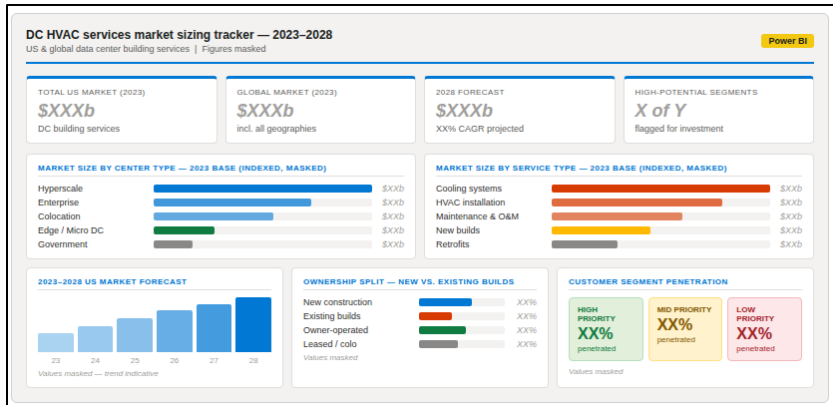 DC HVAC services market sizing tracker — 2023–2028
US & global data center building services | Figures masked
Power BI
TOTAL US MARKET (2023)
$XXXb
DC building services
GLOBAL MARKET (2023)
$XXXb
incl. all geographies
2028 FORECAST
$XXXb
XX% CAGR projected
HIGH-POTENTIAL SEGMENTS
X of Y
flagged for investment
MARKET SIZE BY CENTER TYPE — 2023 BASE (INDEXED, MASKED)
Hyperscale $XXb
Enterprise $XXb
Colocation $XXb
Edge / Micro DC $XXb
Government $XXb
MARKET SIZE BY SERVICE TYPE — 2023 BASE (INDEXED, MASKED)
Cooling systems $XXb
HVAC installation $XXb
Maintenance & O&M $XXb
New builds $XXb
Retrofits $XXb
2023–2028 US MARKET FORECAST
23 24 25 26 27 28
Values masked — trend indicative
OWNERSHIP SPLIT — NEW VS. EXISTING BUILDS
New construction XX%
Existing builds XX%
Owner-operated XX%
Leased / colo XX%
Values masked
CUSTOMER SEGMENT PENETRATION
HIGH
PRIORITY
XX%
penetrated
MID PRIORITY
XX%
penetrated
LOW
PRIORITY
XX%
penetrated
Values masked